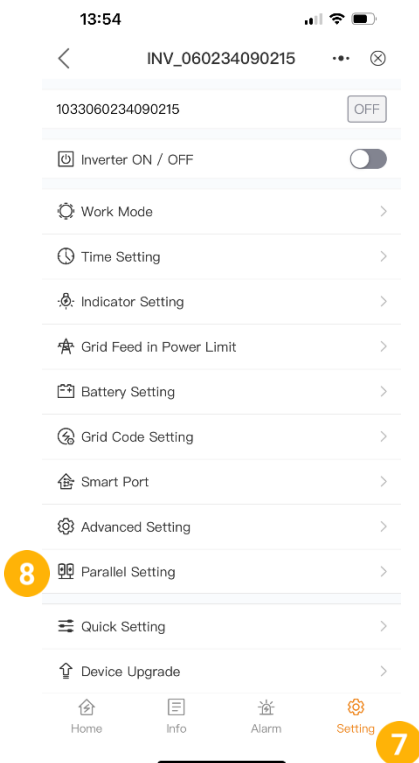 13:54
INV_060234090215
1033060234090215 OFF
Inverter ON / OFF
Work Mode
Time Setting
Indicator Setting
Grid Feed in Power Limit
Battery Setting
Grid Code Setting
Smart Port
Advanced Setting
8 Parallel Setting
Quick Setting
Device Upgrade
Home Info Alarm Setting
7